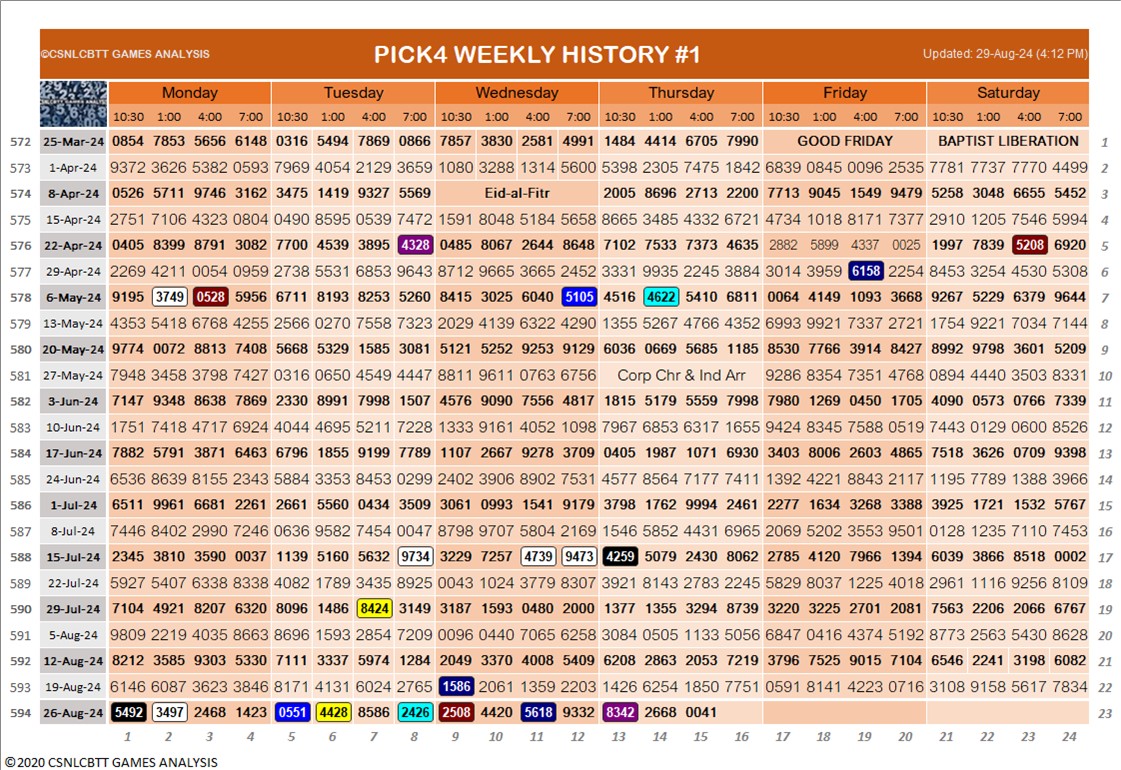 ©CSNLCBTT GAMES ANALYSIS PICK4 WEEKLY HISTORY #1 Updated: 29-Aug-24 (4:12 PM)
Monday Tuesday Wednesday Thursday Friday Saturday
10:30 1:00 4:00 7:00 10:30 1:00 4:00 7:00 10:30 1:00 4:00 7:00 10:30 1:00 4:00 7:00 10:30 1:00 4:00 7:00 10:30 1:00 4:00 7:00
572 25-Mar-24 0854 7853 5656 6148 0316 5494 7869 0866 7857 3830 2581 4991 1484 4414 6705 7990 GOOD FRIDAY BAPTIST LIBERATION 1
573 1-Apr-24 9372 3626 5382 0593 7969 4054 2129 3659 1080 3288 1314 5600 5398 2305 7475 1842 6839 0845 0096 2535 7781 7737 7770 4499 2
574 8-Apr-24 0526 5711 9746 3162 3475 1419 9327 5569 Eid-al-Fitr 2005 8696 2713 2200 7713 9045 1549 9479 5258 3048 6655 5452 3
575 15-Apr-24 2751 7106 4323 0804 0490 8595 0539 7472 1591 8048 5184 5658 8665 3485 4332 6721 4734 1018 8171 7377 2910 1205 7546 5994 4
576 22-Apr-24 0405 8399 8791 3082 7700 4539 3895 4328 0485 8067 2644 8648 7102 7533 7373 4635 2882 5899 4337 0025 1997 7839 5208 6920 5
577 29-Apr-24 2269 4211 0054 0959 2738 5531 6853 9643 8712 9665 3665 2452 3331 9935 2245 3884 3014 3959 6158 2254 8453 3254 4530 5308 6
578 6-May-24 9195 3749 0528 5956 6711 8193 8253 5260 8415 3025 6040 5105 4516 4622 5410 6811 0064 4149 1093 3668 9267 5229 6379 9644 7
579 13-May-24 4353 5418 6768 4255 2566 0270 7558 7323 2029 4139 6322 4290 1355 5267 4766 4352 6993 9921 7337 2721 1754 9221 7034 7144 8
580 20-May-24 9774 0072 8813 7408 5668 5329 1585 3081 5121 5252 9253 9129 6036 0669 5685 1185 8530 7766 3914 8427 8992 9798 3601 5209 9
581 27-May-24 7948 3458 3798 7427 0316 0650 4549 4447 8811 9611 0763 6756 Corp Chr & Ind Arr 9286 8354 7351 4768 0894 4440 3503 8331 10
582 3-Jun-24 7147 9348 8638 7869 2330 8991 7998 1507 4576 9090 7556 4817 1815 5179 5559 7998 7980 1269 0450 1705 4090 0573 0766 7339 11
583 10-Jun-24 1751 7418 4717 6924 4044 4695 5211 7228 1333 9161 4052 1098 7967 6853 6317 1655 9424 8345 7588 0519 7443 0129 0600 8526 12
584 17-Jun-24 7882 5791 3871 6463 6796 1855 9199 7789 1107 2667 9278 3709 0405 1987 1071 6930 3403 8006 2603 4865 7518 3626 0709 9398 13
585 24-Jun-24 6536 8639 8155 2343 5884 3353 8453 0299 2402 3906 8902 7531 4577 8564 7177 7411 1392 4221 8843 2117 1195 7789 1388 3966 14
586 1-Jul-24 6511 9961 6681 2261 2661 5560 0434 3509 3061 0993 1541 9179 3798 1762 9994 2461 2277 1634 3268 3388 3925 1721 1532 5767 15
587 8-Jul-24 7446 8402 2990 7246 0636 9582 7454 0047 8798 9707 5804 2169 1546 5852 4431 6965 2069 5202 3553 9501 0128 1235 7110 7453 16
588 15-Jul-24 2345 3810 3590 0037 1139 5160 5632 9734 3229 7257 4739 9473 4259 5079 2430 8062 2785 4120 7966 1394 6039 3866 8518 0002 17
589 22-Jul-24 5927 5407 6338 8338 4082 1789 3435 8925 0043 1024 3779 8307 3921 8143 2783 2245 5829 8037 1225 4018 2961 1116 9256 8109 18
590 29-Jul-24 7104 4921 8207 6320 8096 1486 8424 3149 3187 1593 0480 2000 1377 1355 3294 8739 3220 3225 2701 2081 7563 2206 2066 6767 19
591 5-Aug-24 9809 2219 4035 8663 8696 1593 2854 7209 0096 0440 7065 6258 3084 0505 1133 5056 6847 0416 4374 5192 8773 2563 5430 8628 20
592 12-Aug-24 8212 3585 9303 5330 7111 3337 5974 1284 2049 3370 4008 5409 6208 2863 2053 7219 3796 7525 9015 7104 6546 2241 3198 6082 21
593 19-Aug-24 6146 6087 3623 3846 8171 4131 6024 2765 1586 2061 1359 2203 1426 6254 1850 7751 0591 8141 4223 0716 3108 9158 5617 7834 22
594 26-Aug-24 5492 3497 2468 1423 0551 4428 8586 2426 2508 4420 5618 9332 8342 2668 0041 23
1 2 3 4 5 6 7 8 9 10 11 12 13 14 15 16 17 18 19 20 21 22 23 24
©2020 CSNLCBTT GAMES ANALYSIS